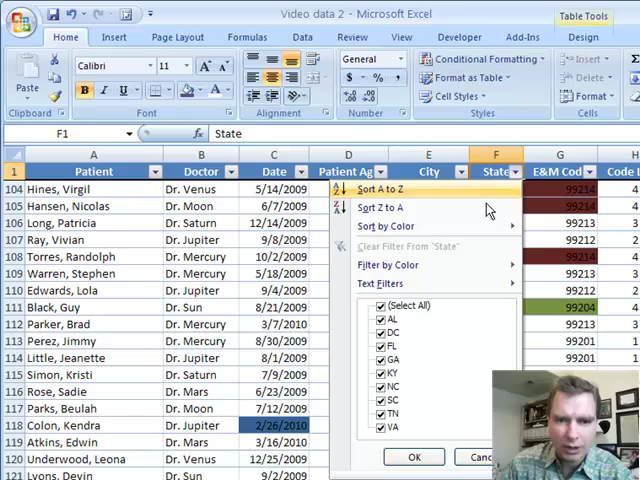 Video data 2 - Microsoft Excel
Table Tools
Home Insert Page Layout Formulas View Developer Add-Ins Design
Calibri 11 General Conditional Formatting Insert
Paste Format as Table Delete
B I U A $ % , Cell Styles Format
Clipboard Font Alignment Number Styles Cells
F1 fx State
A B C D E F G H
1 Patient Doctor Date Patient Ag City State E&M Cod Code L
104 Hines, Virgil Dr. Venus 5/14/2009 Sort A to Z 99214 4
105 Hansen, Nicolas Dr. Moon 6/7/2009 Sort Z to A 99214 4
106 Long, Patricia Dr. Saturn 12/14/2009 Sort by Color 99213 3
107 Ray, Vivian Dr. Jupiter 9/8/2009 Clear Filter From "State" 99212 2
108 Torres, Randolph Dr. Mercury 10/2/2009 Filter by Color 99214 4
109 Warren, Stephen Dr. Mercury 9/23/2009 99213 3
110 Edwards, Lola Dr. Jupiter 9/8/2009 Text Filters 99212 2
111 Black, Guy Dr. Sun 8/21/2009 (Select All) 99204 4
112 Parker, Brad Dr. Mercury 3/7/2010 AL 99213 3
113 Perez, Jimmy Dr. Mercury 8/30/2009 DC 99201
FL
114 Little, Jeanette Dr. Jupiter 8/1/2009 GA 99201
115 Simon, Kristi Dr. Saturn 9/7/2009 KY
116 Rose, Sadie Dr. Mars 6/23/2009 NC
117 Parks, Beulah Dr. Moon 7/12/2009 SC
118 Colon, Kendra Dr. Jupiter 2/26/2010 TN
119 Atkins, Edwin Dr. Mars 3/16/2010 VA
120 Underwood, Leona Dr. Venus 12/25/2009 OK
121 Lyons, Devin Dr. Sun 9/2/2009